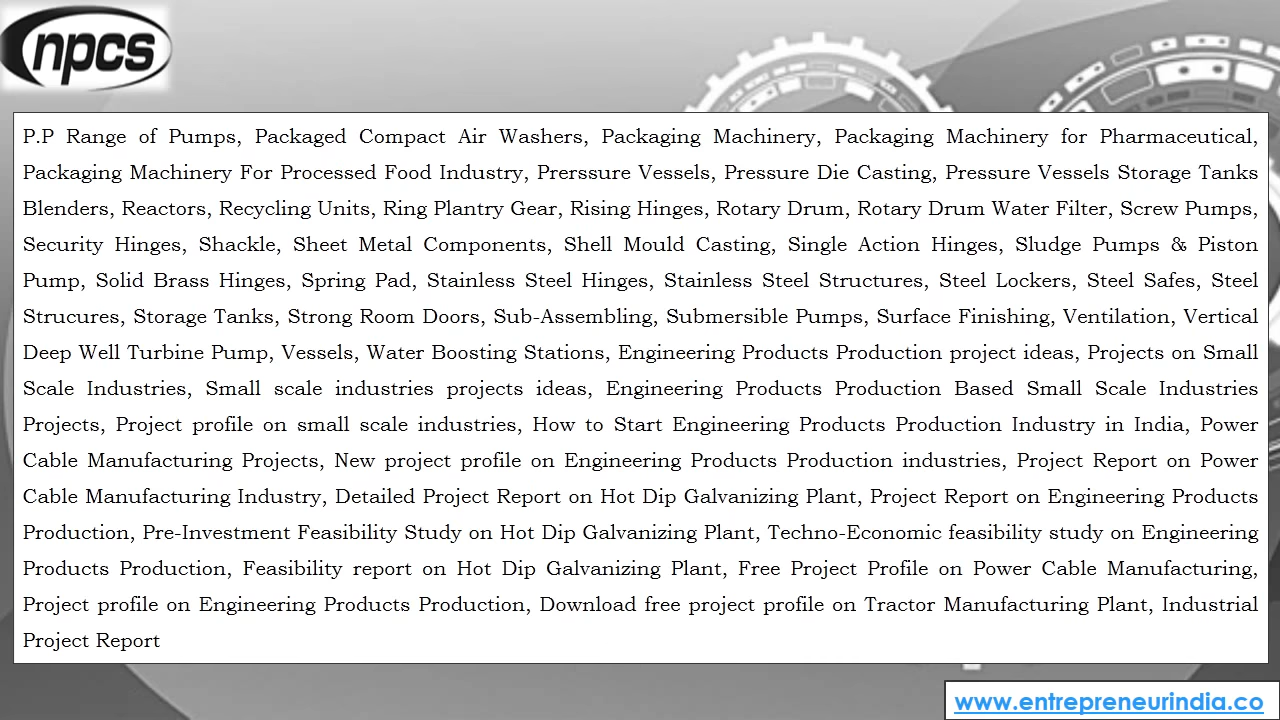 npcs
P.P Range of Pumps, Packaged Compact Air Washers, Packaging Machinery, Packaging Machinery for Pharmaceutical,
Packaging Machinery For Processed Food Industry, Prerssure Vessels, Pressure Die Casting, Pressure Vessels Storage Tanks
Blenders, Reactors, Recycling Units, Ring Plantry Gear, Rising Hinges, Rotary Drum, Rotary Drum Water Filter, Screw Pumps,
Security Hinges, Shackle, Sheet Metal Components, Shell Mould Casting, Single Action Hinges, Sludge Pumps & Piston
Pump, Solid Brass Hinges, Spring Pad, Stainless Steel Hinges, Stainless Steel Structures, Steel Lockers, Steel Safes, Steel
Strucures, Storage Tanks, Strong Room Doors, Sub-Assembling, Submersible Pumps, Surface Finishing, Ventilation, Vertical
Deep Well Turbine Pump, Vessels, Water Boosting Stations, Engineering Products Production project ideas, Projects on Small
Scale Industries, Small scale industries projects ideas, Engineering Products Production Based Small Scale Industries
Projects, Project profile on small scale industries, How to Start Engineering Products Production Industry in India, Power
Cable Manufacturing Projects, New project profile on Engineering Products Production industries, Project Report on Power
Cable Manufacturing Industry, Detailed Project Report on Hot Dip Galvanizing Plant, Project Report on Engineering Products
Production, Pre-Investment Feasibility Study on Hot Dip Galvanizing Plant, Techno-Economic feasibility study on Engineering
Products Production, Feasibility report on Hot Dip Galvanizing Plant, Free Project Profile on Power Cable Manufacturing,
Project profile on Engineering Products Production, Download free project profile on Tractor Manufacturing Plant, Industrial
Project Report
www.entrepreneurindia.co